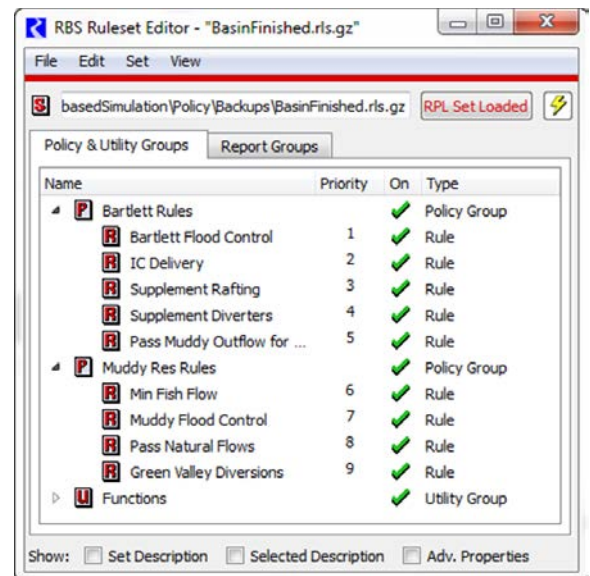 RBS Ruleset Editor - "BasinFinished.rls.gz"
File Edit Set View
S basedSimulation\Policy\Backups\BasinFinished.rls.gz RPL Set Loaded
Policy & Utility Groups Report Groups
Name Priority On Type
P Bartlett Rules Policy Group
R Bartlett Flood Control 1 Rule
R IC Delivery 2 Rule
R Supplement Rafting 3 Rule
R Supplement Diverters 4 Rule
R Pass Muddy Outflow for ... 5 Rule
P Muddy Res Rules Policy Group
R Min Fish Flow 6 Rule
R Muddy Flood Control 7 Rule
R Pass Natural Flows 8 Rule
R Green Valley Diversions 9 Rule
U Functions Utility Group
Show: Set Description Selected Description Adv. Properties